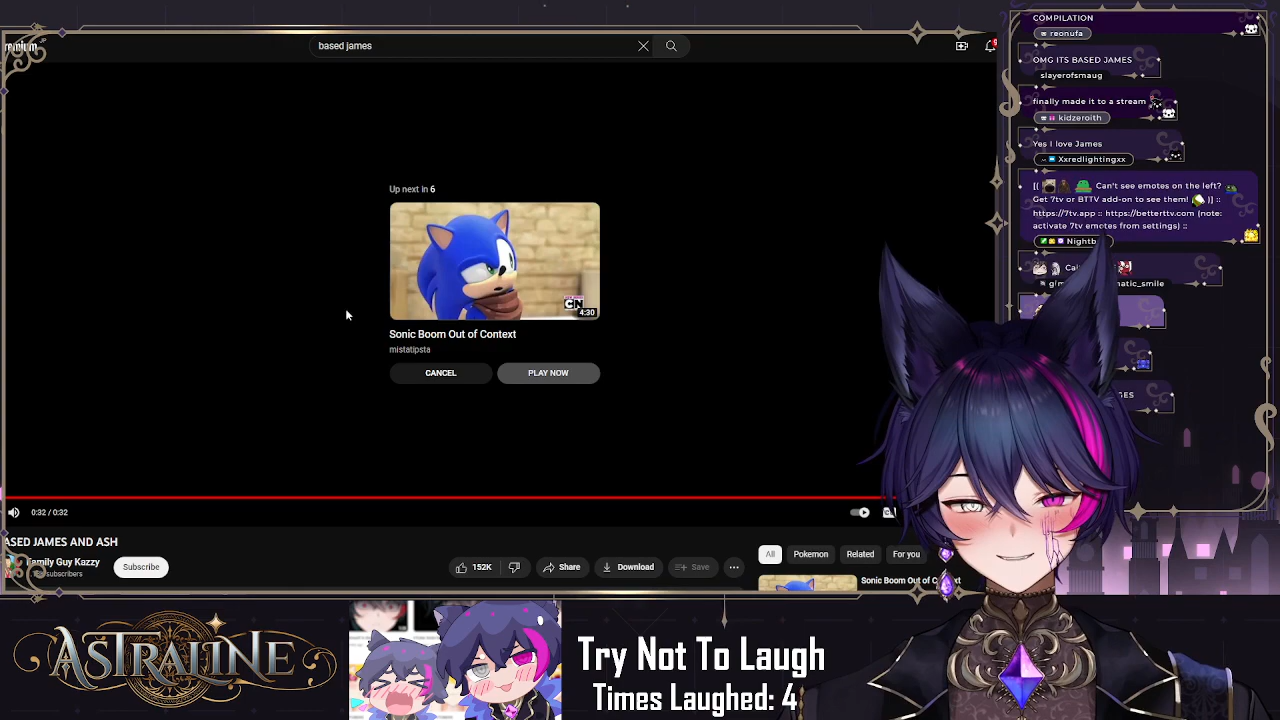 based james
Up next in 6
CN
4:30
Sonic Boom Out of Context
mistatipsta
CANCEL
PLAY NOW
0:32 / 0:32
ASED JAMES AND ASH
Family Guy Kazzy
subscribers
Subscribe
152K
Share
Download
Save
All
Pokemon
Related
For you
Sonic Boom Out of
COMPILATION
reonufa
OMG ITS BASED JAMES
slayerofsmaug
finally made it to a stream
kidzeroith
Yes I love James
Xxredlightingxx
[( Can't see emotes on the left?
Get 7tv or BTTV add-on to see them! )] ::
https://7tv.app :: https://betterttv.com (note:
activate 7tv emotes from settings) ::
Nightb
ASTRALINE
Try Not To Laugh
Times Laughed: 4